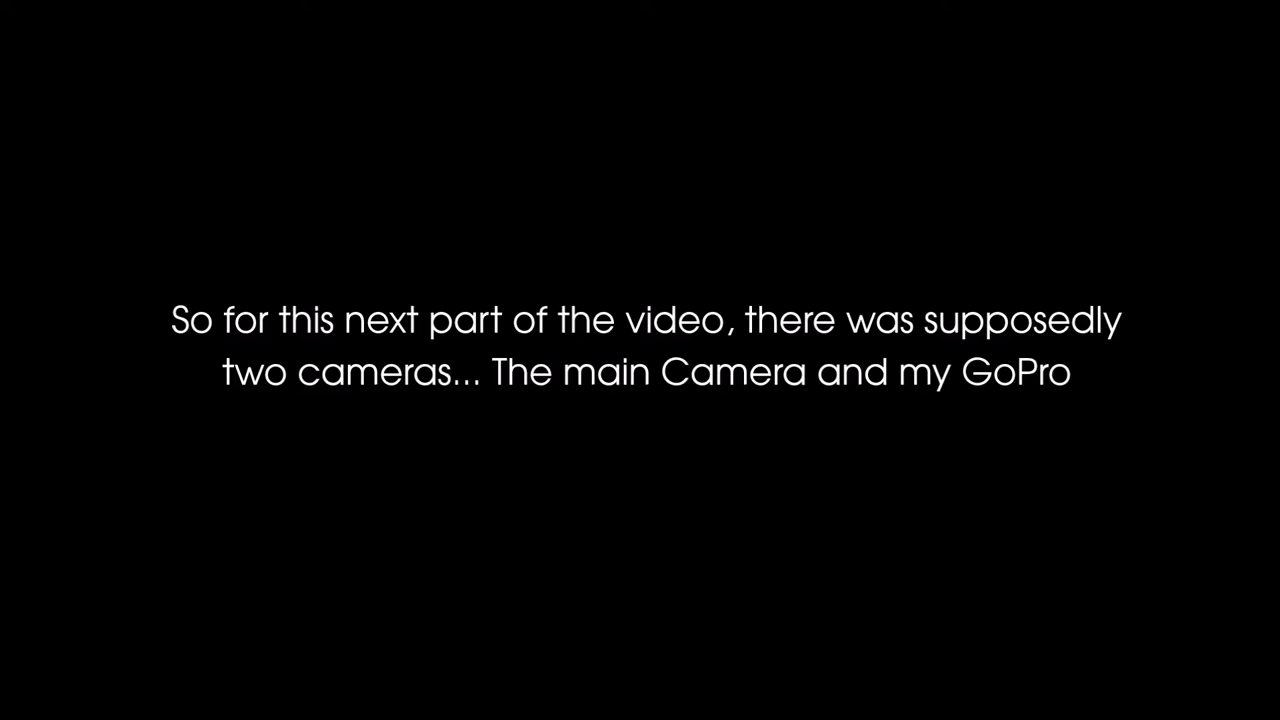 So for this next part of the video, there was supposedly
two cameras... The main Camera and my GoPro